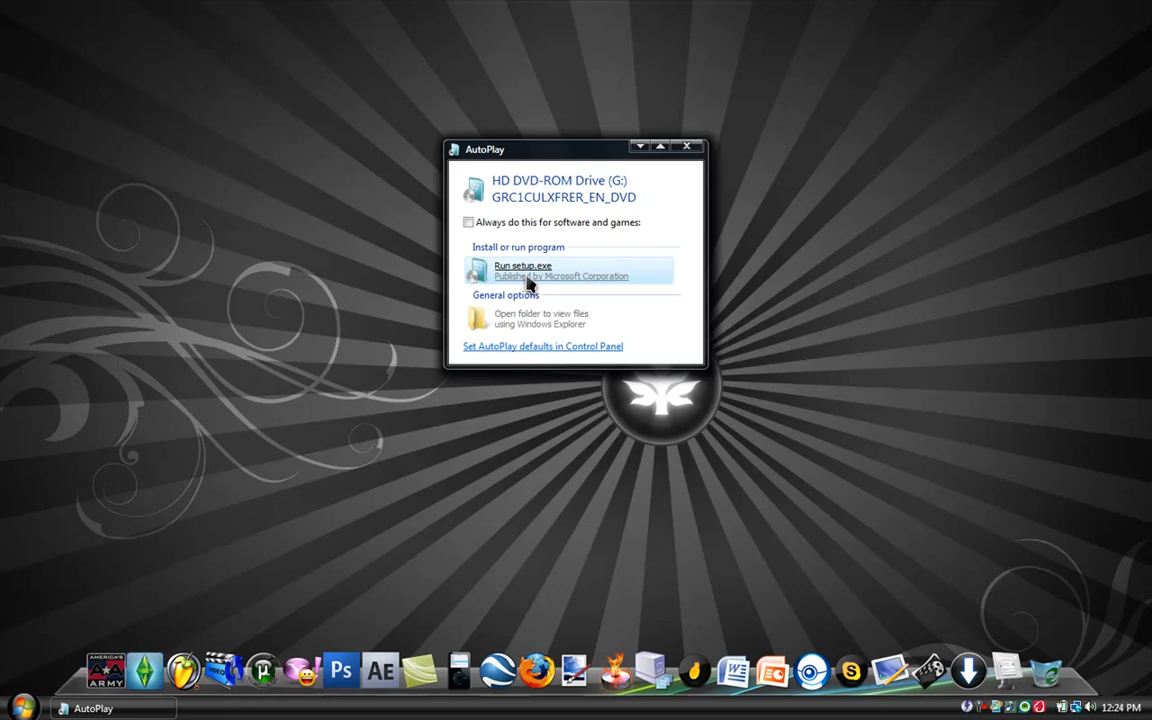 AutoPlay
HD DVD-ROM Drive (G:)
GRC1CULXFRER_EN_DVD
Always do this for software and games:
Install or run program
Run setup.exe
Published by Microsoft Corporation
General options
Open folder to view files
using Windows Explorer
Set AutoPlay defaults in Control Panel
AMERICA'S
ARMY
Ps
AE
AutoPlay
12:24 PM